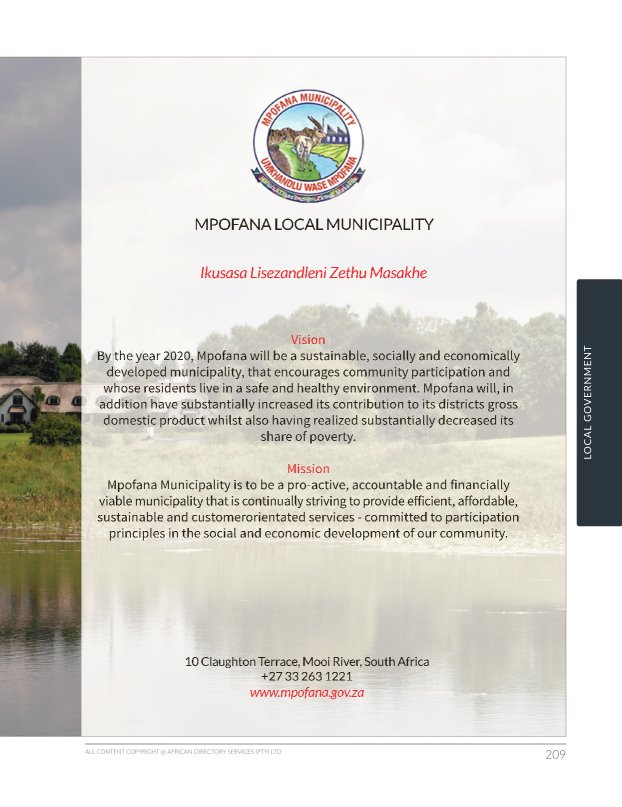 MPOFANA MUNICIPALITY
UMKHANDLU WASE MPOFANA
MPOFANA LOCAL MUNICIPALITY
Ikusasa Lisezandleni Zethu Masakhe
Vision
By the year 2020, Mpofana will be a sustainable, socially and economically
developed municipality, that encourages community participation and
whose residents live in a safe and healthy environment. Mpofana will, in
addition have substantially increased its contribution to its districts gross
domestic product whilst also having realized substantially decreased its
share of poverty.
Mission
Mpofana Municipality is to be a pro-active, accountable and financially
viable municipality that is continually striving to provide efficient, affordable,
sustainable and customerorientated services - committed to participation
principles in the social and economic development of our community.
10 Claughton Terrace, Mooi River, South Africa
+27 33 263 1221
www.mpofana.gov.za
LOCAL GOVERNMENT
ALL CONTENT COPYRIGHT @ AFRICAN DIRECTORY SERVICES (PTY) LTD
209